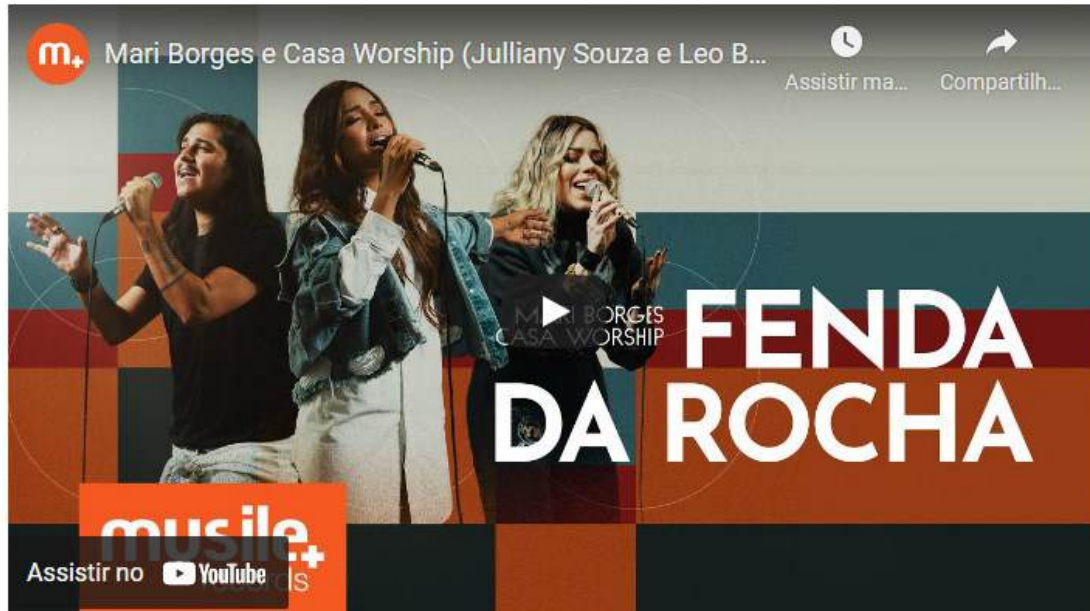 m+
Mari Borges e Casa Worship (Julliany Souza e Leo B...
Assistir ma...
Compartilh...
MARI BORGES
CASA WORSHIP
FENDA
DA ROCHA
musile+
records
Assistir no YouTube